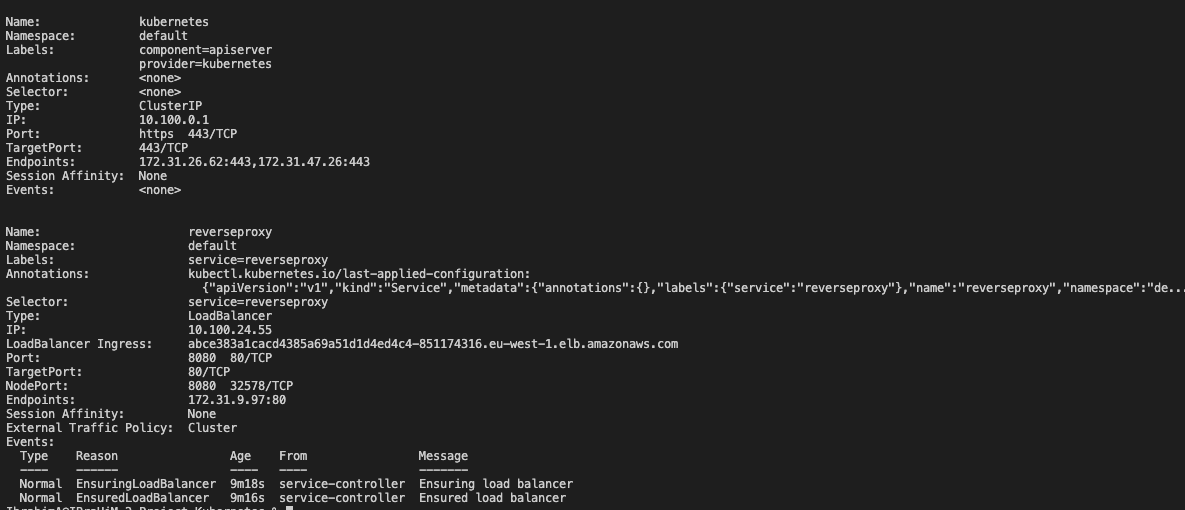 Name: kubernetes
Namespace: default
Labels: component=apiserver
provider=kubernetes
Annotations: <none>
Selector: <none>
Type: ClusterIP
IP: 10.100.0.1
Port: https 443/TCP
TargetPort: 443/TCP
Endpoints: 172.31.26.62:443,172.31.47.26:443
Session Affinity: None
Events: <none>
Name: reverseproxy
Namespace: default
Labels: service=reverseproxy
Annotations: kubectl.kubernetes.io/last-applied-configuration:
{"apiVersion":"v1","kind":"Service","metadata":{"annotations":{},"labels":{"service":"reverseproxy"},"name":"reverseproxy","namespace":"de...
Selector: service=reverseproxy
Type: LoadBalancer
IP: 10.100.24.55
LoadBalancer Ingress: abce383a1cacd4385a69a51d1d4ed4c4-851174316.eu-west-1.elb.amazonaws.com
Port: 8080 80/TCP
TargetPort: 80/TCP
NodePort: 8080 32578/TCP
Endpoints: 172.31.9.97:80
Session Affinity: None
External Traffic Policy: Cluster
Events:
Type Reason Age From Message
---- ------ ---- ---- -------
Normal EnsuringLoadBalancer 9m18s service-controller Ensuring load balancer
Normal EnsuredLoadBalancer 9m16s service-controller Ensured load balancer